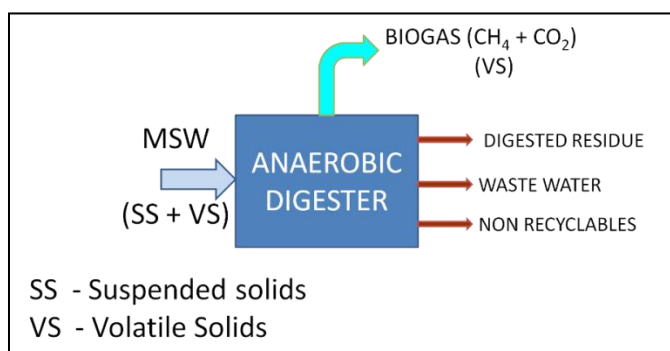 BIOGAS (CH₄ + CO₂)
(VS)
MSW
(SS + VS)
ANAEROBIC
DIGESTER
DIGESTED RESIDUE
WASTE WATER
NON RECYCLABLES
SS - Suspended solids
VS - Volatile Solids